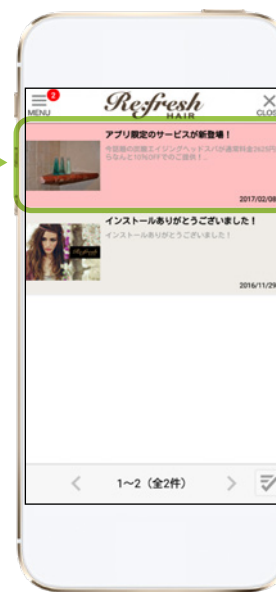 2
MENU
Re:fresh
HAIR
CLOS
アプリ限定のサービスが新登場！
今話題の炭酸エイジングヘッドスパが通常料金2625円
らなんと10%OFFでのご提供！..
2017/02/08
インストールありがとうございました！
インストールありがとうございました！
2016/11/29
1～2（全2件）